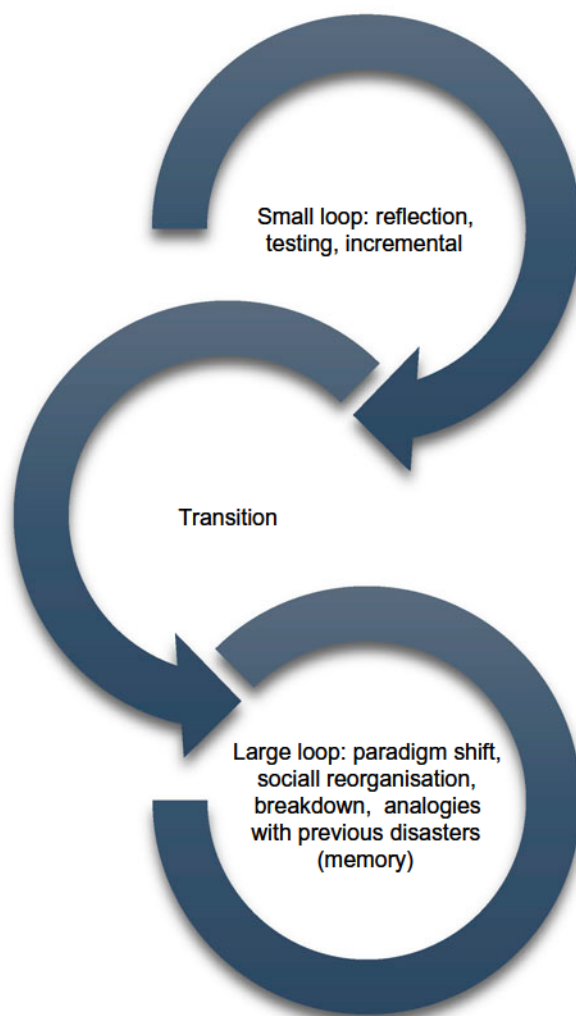 Small loop: reflection,
testing, incremental
Transition
Large loop: paradigm shift,
sociall reorganisation,
breakdown, analogies
with previous disasters
(memory)